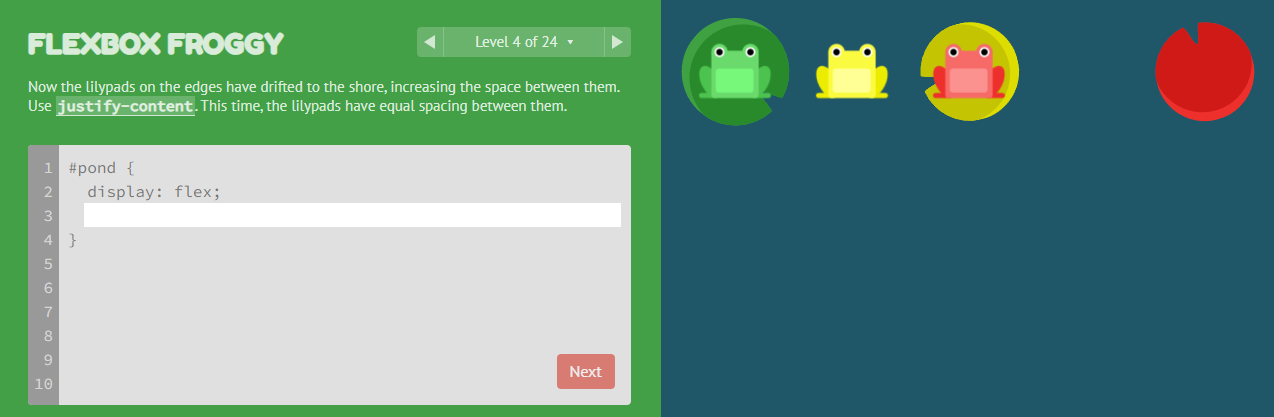 FLEXBOX FROGGY
Level 4 of 24
Now the lilypads on the edges have drifted to the shore, increasing the space between them.
Use justify-content. This time, the lilypads have equal spacing between them.
1 #pond {
2 display: flex;
3
4 }
5
6
7
8
9
10
Next